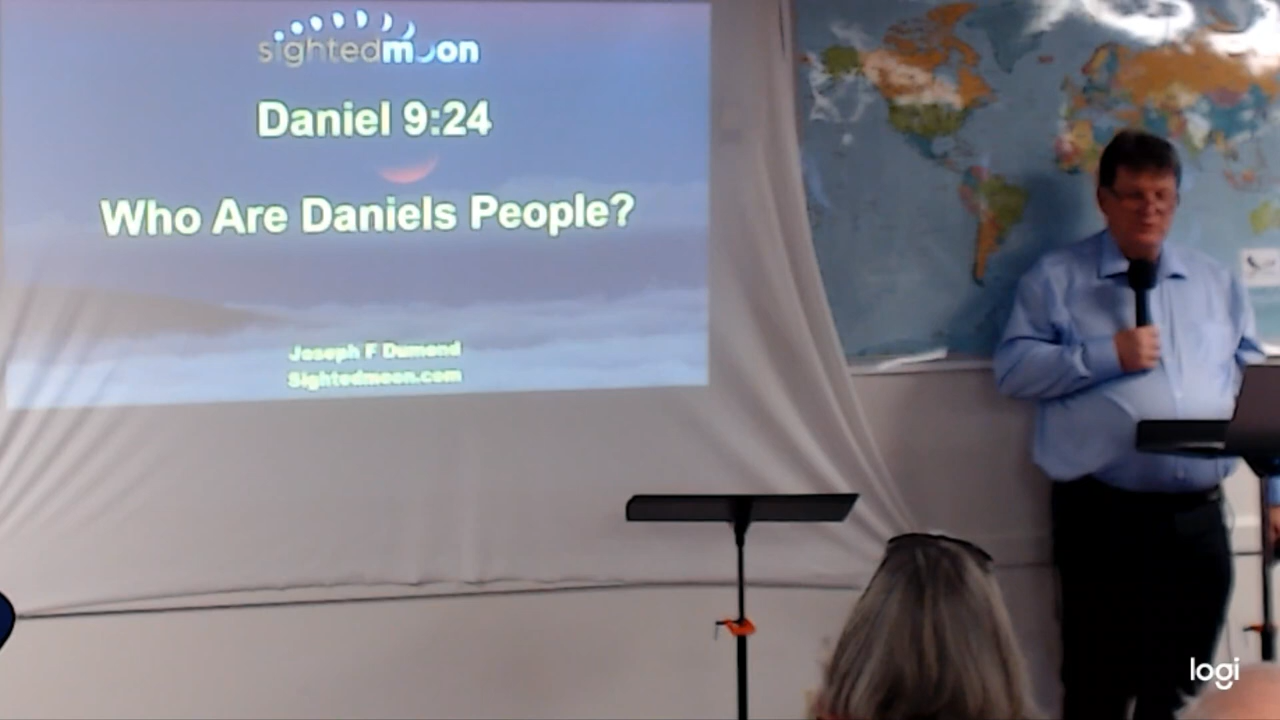 sightedmoon
Daniel 9:24
Who Are Daniels People?
Joseph F Dumond
Sightedmoon.com
logi